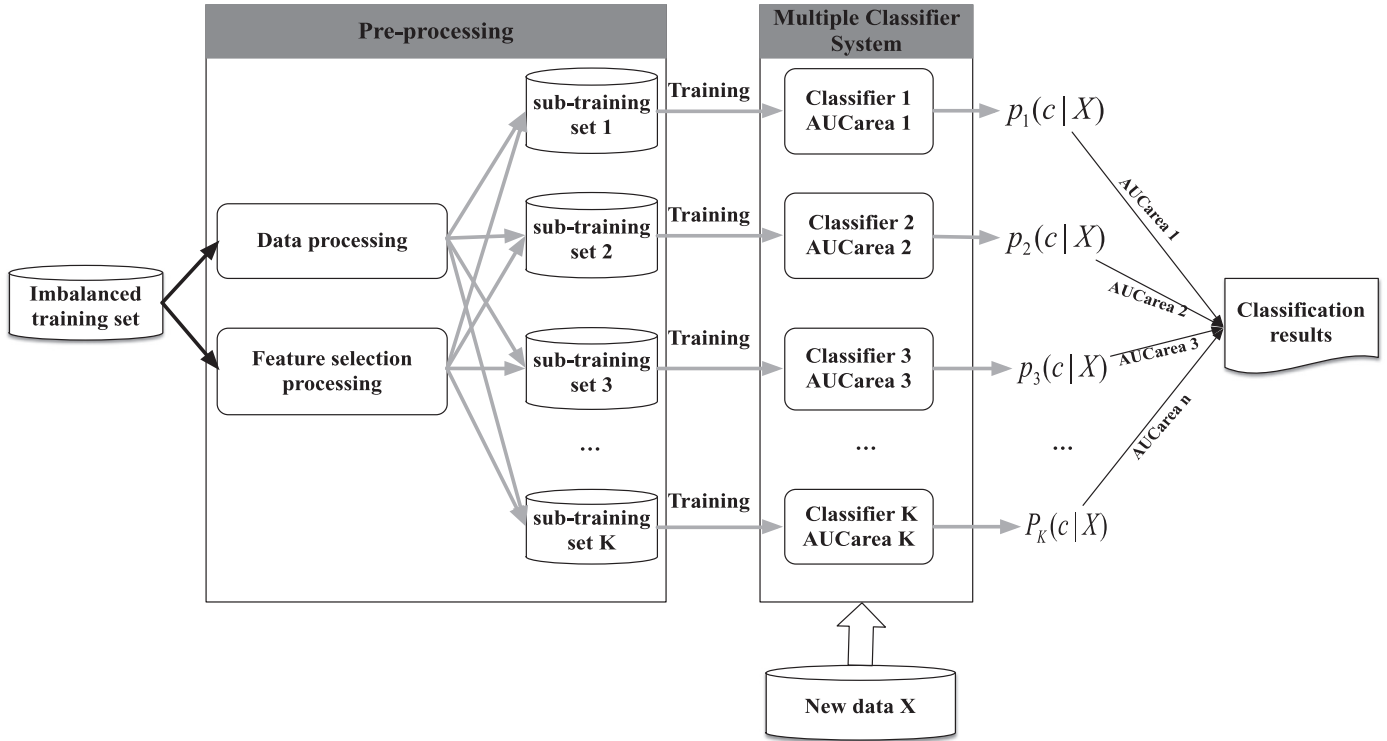 Pre-processing
Multiple Classifier
System
Imbalanced
training set
Data processing
Feature selection
processing
sub-training
set 1
sub-training
set 2
sub-training
set 3
...
sub-training
set K
Training
Training
Training
Training
Classifier 1
AUCarea 1
Classifier 2
AUCarea 2
Classifier 3
AUCarea 3
...
Classifier K
AUCarea K
p₁(c | X)
p₂(c | X)
p₃(c | X)
...
P_K(c | X)
AUCarea 1
AUCarea 2
AUCarea 3
AUCarea n
Classification
results
New data X